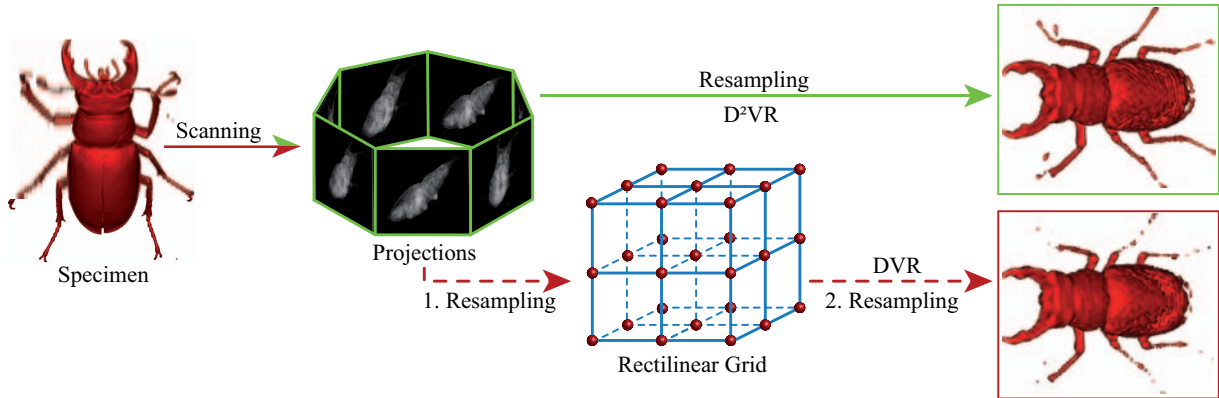 Specimen
Scanning
Projections
Resampling
D²VR
1. Resampling
Rectilinear Grid
DVR
2. Resampling